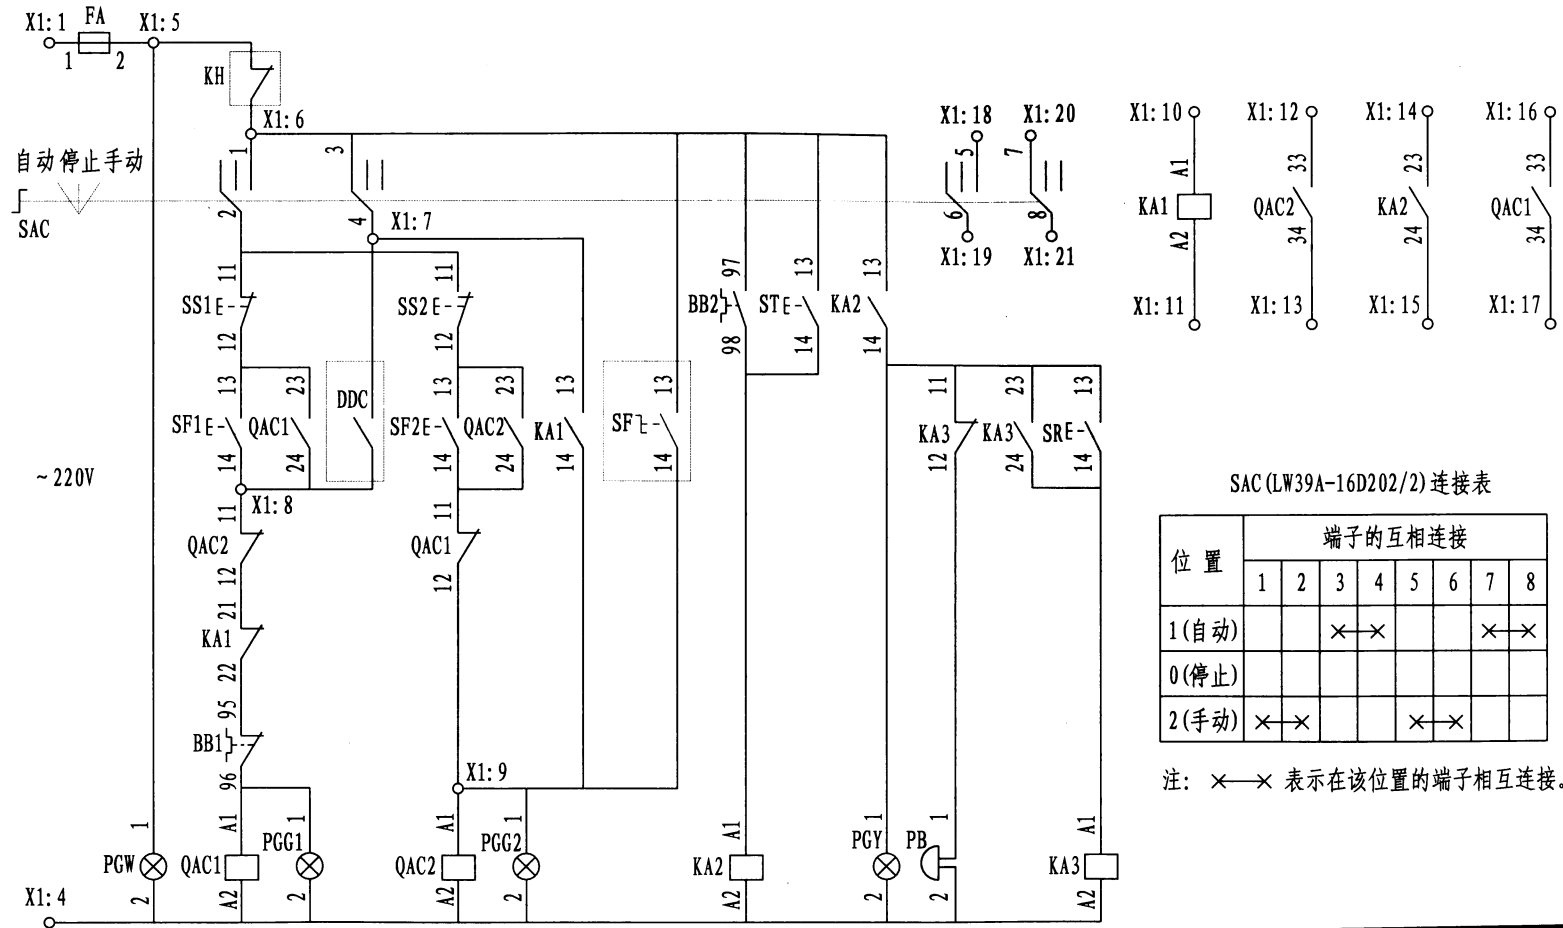 X1:1 FA X1:5
1 2
KH
X1:6
X1:18 X1:20
X1:10 X1:12 X1:14 X1:16
1 3 5 7
自动 停止 手动
A1 33 23 33
SAC
2 4 6 8
X1:7
KA1 QAC2 KA2 QAC1
A2 34 24 34
X1:19 X1:21
11 11 97 13 13
SS1 SS2 BB2 ST KA2
X1:11 X1:13 X1:15 X1:17
12 12 98 14 14
13 23 DDC 13 23 13 13 11 23 13
SF1 QAC1 SF2 QAC2 KA1 SF KA3 KA3 SR
14 24 14 24 14 14 12 24 14
~220V
X1:8
11 11
QAC2 QAC1
12 12
21
KA1
22
95
BB1
96
X1:9
A1 1 A1 1 A1 1 1 A1
PGW 1 QAC1 PGG1 QAC2 PGG2 KA2 PGY PB KA3
2 A2 2 A2 2 A2 2 2 A2
X1:4
SAC(LW39A-16D202/2)连接表
位置 端子的互相连接
1 2 3 4 5 6 7 8
1(自动) ×—× ×—×
0(停止)
2(手动) ×—× ×—×
注: ×—× 表示在该位置的端子相互连接。